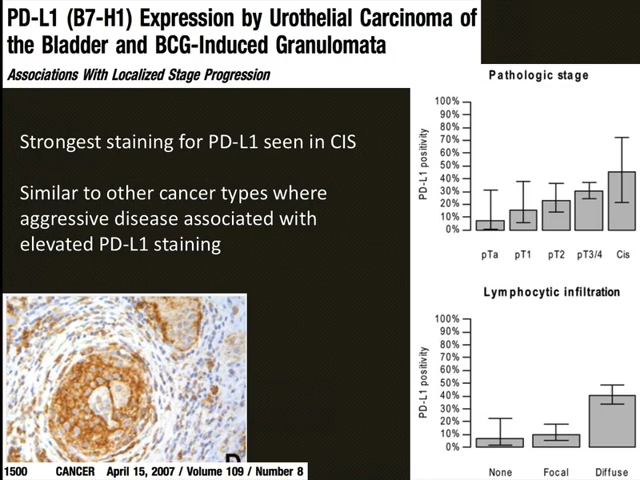 PD-L1 (B7-H1) Expression by Urothelial Carcinoma of
the Bladder and BCG-Induced Granulomata
Associations With Localized Stage Progression
Strongest staining for PD-L1 seen in CIS
Similar to other cancer types where
aggressive disease associated with
elevated PD-L1 staining
D
1500 CANCER April 15, 2007 / Volume 109 / Number 8
Pathologic stage
PD-L1 positivity
100%
90%
80%
70%
60%
50%
40%
30%
20%
10%
0%
pTa pT1 pT2 pT3/4 Cis
Lymphocytic infiltration
PD-L1 positivity
100%
90%
80%
70%
60%
50%
40%
30%
20%
10%
0%
None Focal Diffuse